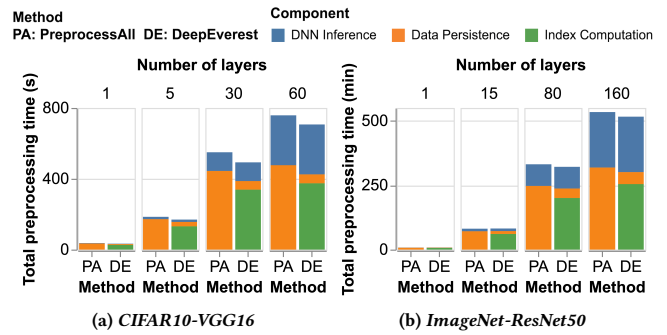 Method
PA: PreprocessAll DE: DeepEverest
Component
DNN Inference
Data Persistence
Index Computation
Number of layers
1 5 30 60
Total preprocessing time (s)
800
400
0
PA DE PA DE PA DE PA DE
Method Method Method Method
(a) CIFAR10-VGG16
Number of layers
1 15 80 160
Total preprocessing time (min)
500
250
0
PA DE PA DE PA DE PA DE
Method Method Method Method
(b) ImageNet-ResNet50